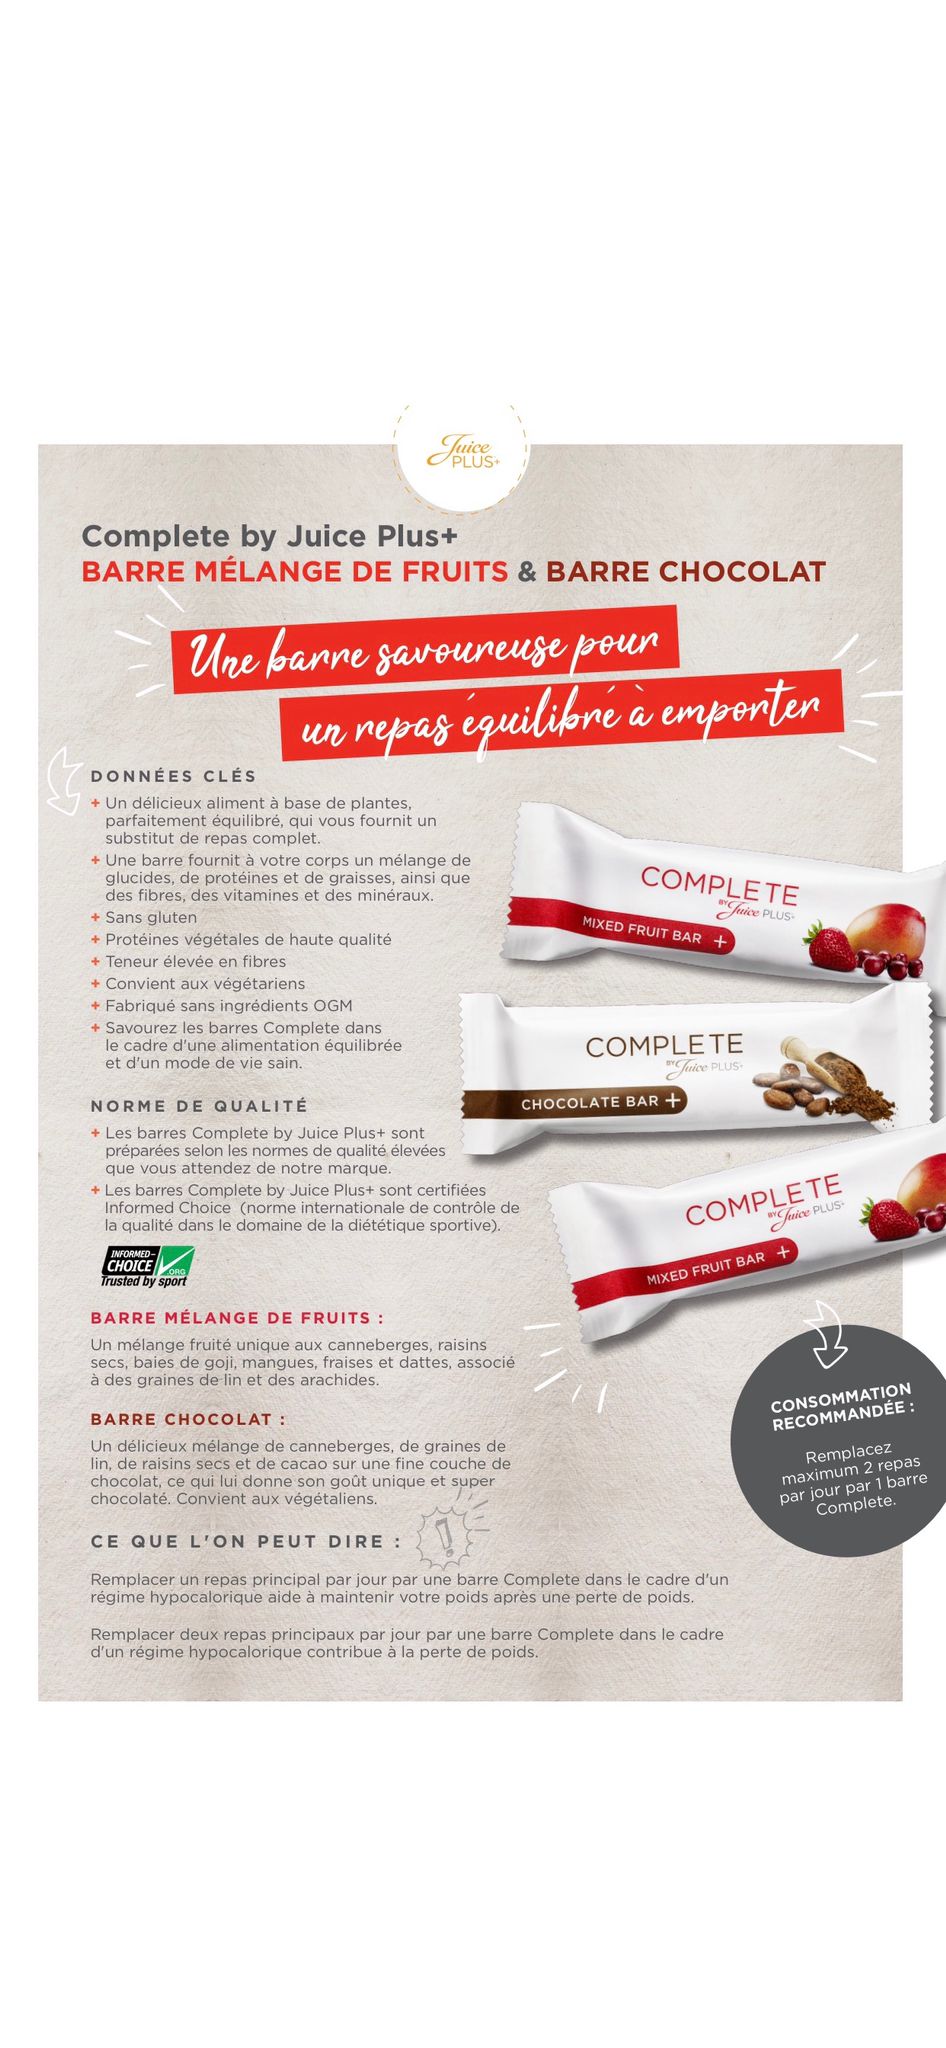 Juice
PLUS+
Complete by Juice Plus+
BARRE MÉLANGE DE FRUITS & BARRE CHOCOLAT
Une barre savoureuse pour
un repas équilibré à emporter
DONNÉES CLÉS
+ Un délicieux aliment à base de plantes,
parfaitement équilibré, qui vous fournit un
substitut de repas complet.
+ Une barre fournit à votre corps un mélange de
glucides, de protéines et de graisses, ainsi que
des fibres, des vitamines et des minéraux.
+ Sans gluten
+ Protéines végétales de haute qualité
+ Teneur élevée en fibres
+ Convient aux végétariens
+ Fabriqué sans ingrédients OGM
+ Savourez les barres Complete dans
le cadre d'une alimentation équilibrée
et d'un mode de vie sain.
COMPLETE
BY Juice PLUS+
MIXED FRUIT BAR +
COMPLETE
BY Juice PLUS+
CHOCOLATE BAR +
COMPLETE
BY Juice PLUS+
MIXED FRUIT BAR +
NORME DE QUALITÉ
+ Les barres Complete by Juice Plus+ sont
préparées selon les normes de qualité élevées
que vous attendez de notre marque.
+ Les barres Complete by Juice Plus+ sont certifiées
Informed Choice (norme internationale de contrôle de
la qualité dans le domaine de la diététique sportive).
INFORMED-
CHOICE
.ORG
Trusted by sport
BARRE MÉLANGE DE FRUITS :
Un mélange fruité unique aux canneberges, raisins
secs, baies de goji, mangues, fraises et dattes, associé
à des graines de lin et des arachides.
BARRE CHOCOLAT :
Un délicieux mélange de canneberges, de graines de
lin, de raisins secs et de cacao sur une fine couche de
chocolat, ce qui lui donne son goût unique et super
chocolaté. Convient aux végétaliens.
CONSOMMATION
RECOMMANDÉE :
Remplacez
maximum 2 repas
par jour par 1 barre
Complete.
CE QUE L'ON PEUT DIRE :
Remplacer un repas principal par jour par une barre Complete dans le cadre d'un
régime hypocalorique aide à maintenir votre poids après une perte de poids.
Remplacer deux repas principaux par jour par une barre Complete dans le cadre
d'un régime hypocalorique contribue à la perte de poids.